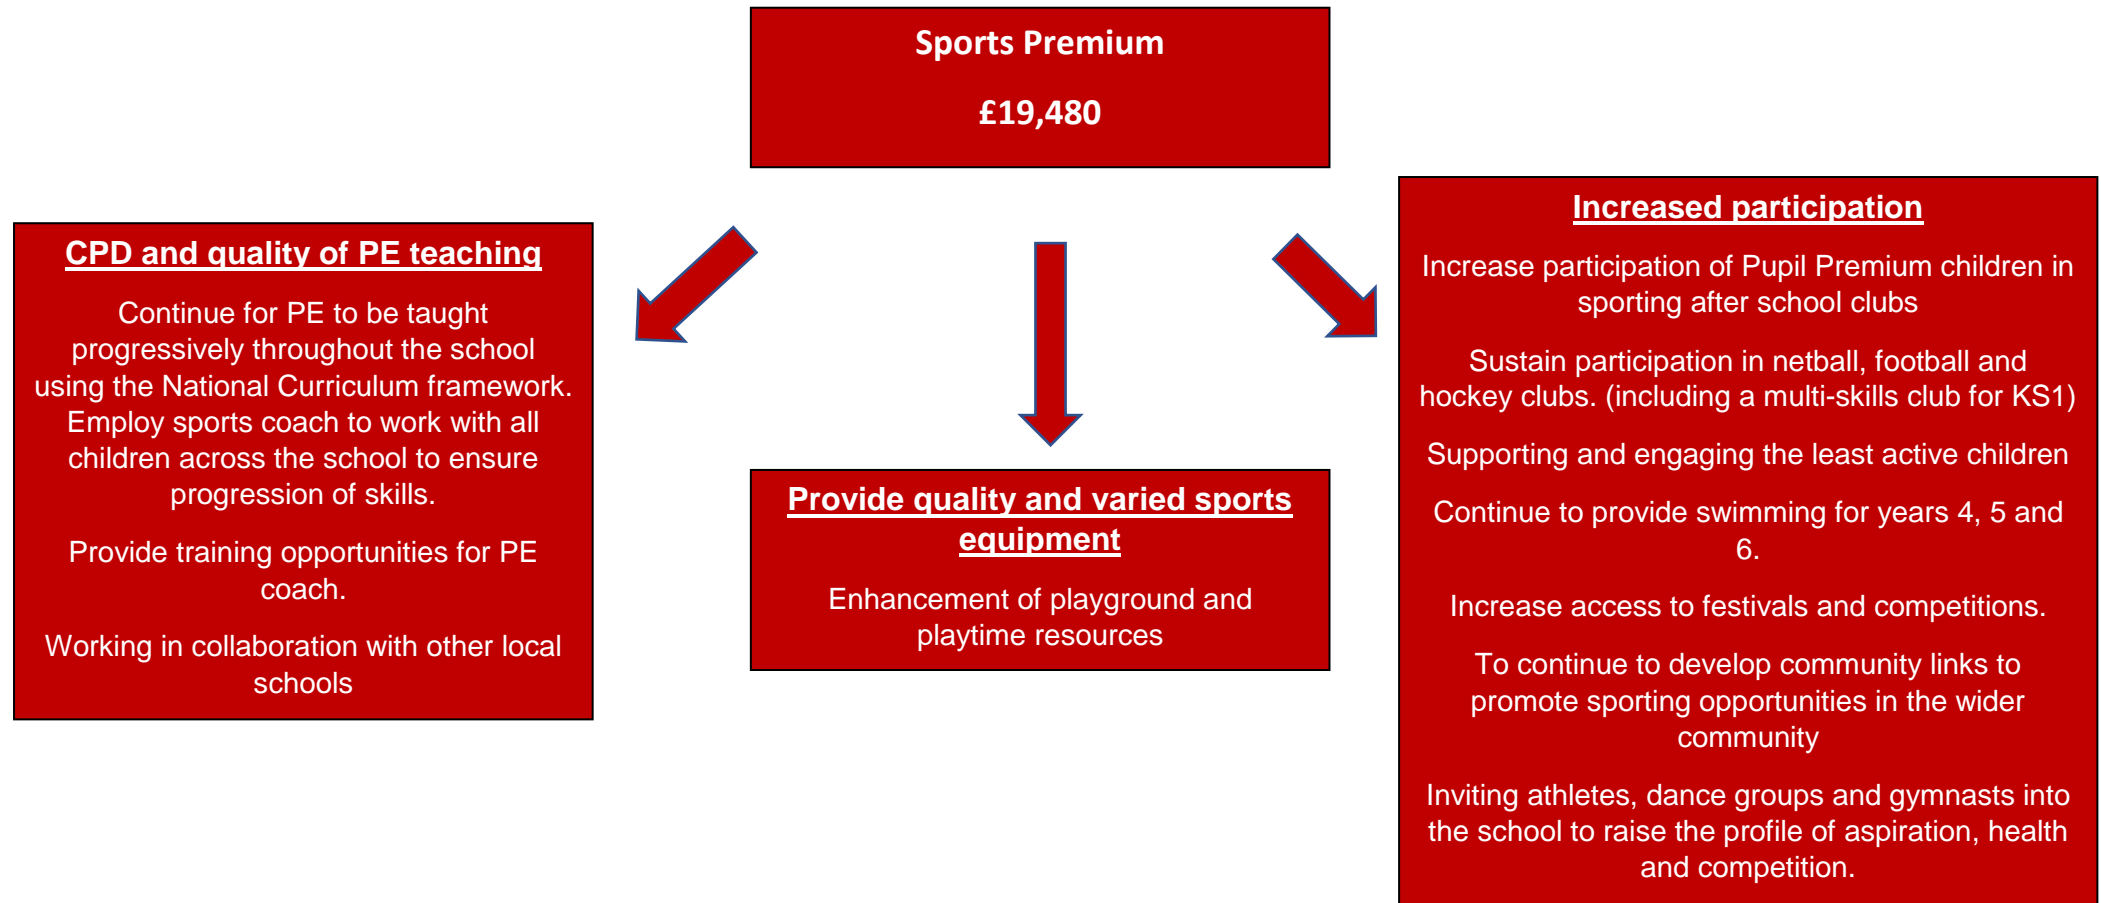 Sports Premium
£19,480
CPD and quality of PE teaching
Continue for PE to be taught
progressively throughout the school
using the National Curriculum framework.
Employ sports coach to work with all
children across the school to ensure
progression of skills.
Provide training opportunities for PE
coach.
Working in collaboration with other local
schools
Provide quality and varied sports
equipment
Enhancement of playground and
playtime resources
Increased participation
Increase participation of Pupil Premium children in
sporting after school clubs
Sustain participation in netball, football and
hockey clubs. (including a multi-skills club for KS1)
Supporting and engaging the least active children
Continue to provide swimming for years 4, 5 and
6.
Increase access to festivals and competitions.
To continue to develop community links to
promote sporting opportunities in the wider
community
Inviting athletes, dance groups and gymnasts into
the school to raise the profile of aspiration, health
and competition.